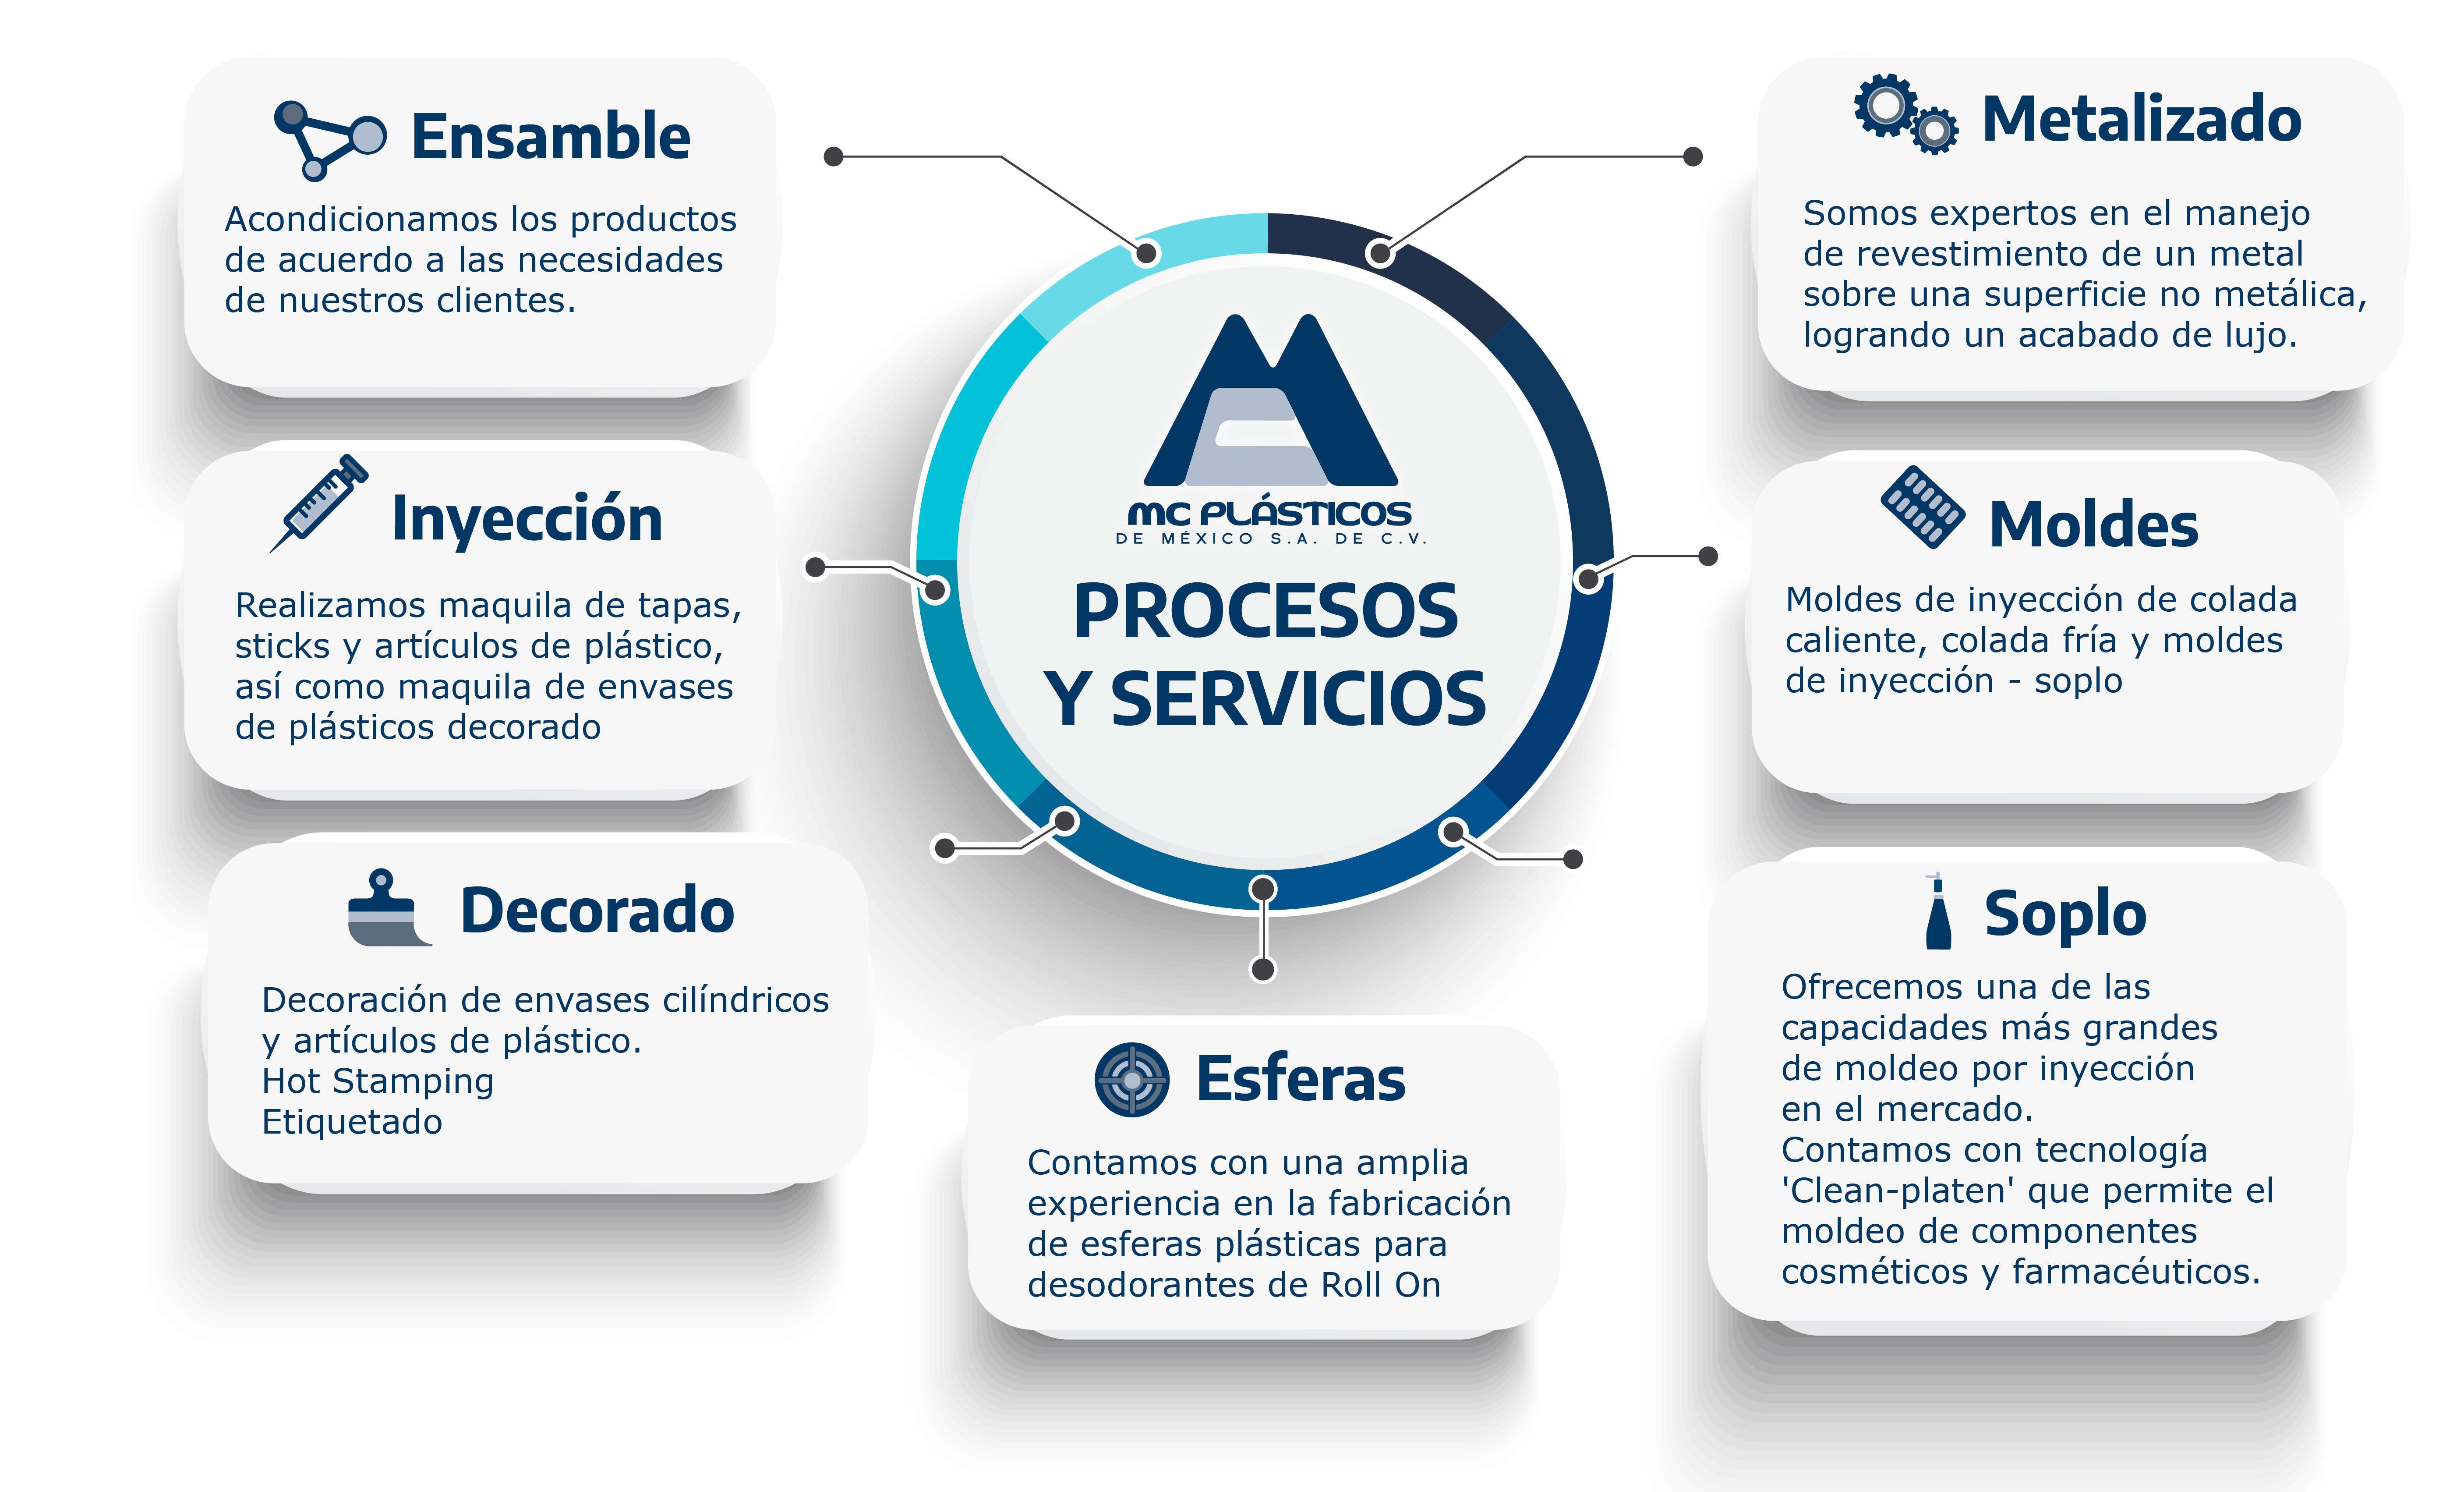 Ensamble
Acondicionamos los productos
de acuerdo a las necesidades
de nuestros clientes.
Inyección
Realizamos maquila de tapas,
sticks y artículos de plástico,
así como maquila de envases
de plásticos decorado
Decorado
Decoración de envases cilíndricos
y artículos de plástico.
Hot Stamping
Etiquetado
MC PLÁSTICOS
DE MÉXICO S.A. DE C.V.
PROCESOS
Y SERVICIOS
Esferas
Contamos con una amplia
experiencia en la fabricación
de esferas plásticas para
desodorantes de Roll On
Metalizado
Somos expertos en el manejo
de revestimiento de un metal
sobre una superficie no metálica,
logrando un acabado de lujo.
Moldes
Moldes de inyección de colada
caliente, colada fría y moldes
de inyección - soplo
Soplo
Ofrecemos una de las
capacidades más grandes
de moldeo por inyección
en el mercado.
Contamos con tecnología
'Clean-platen' que permite el
moldeo de componentes
cosméticos y farmacéuticos.